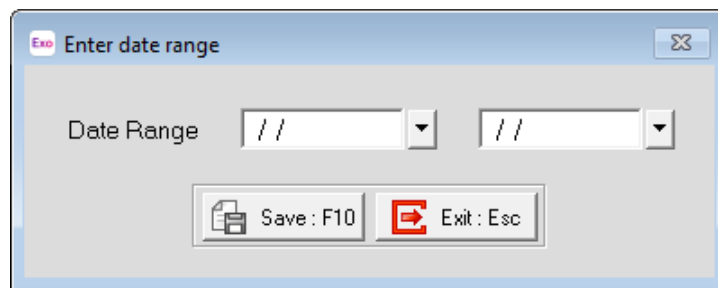 Exo Enter date range
Date Range / / / /
Save : F10 Exit : Esc